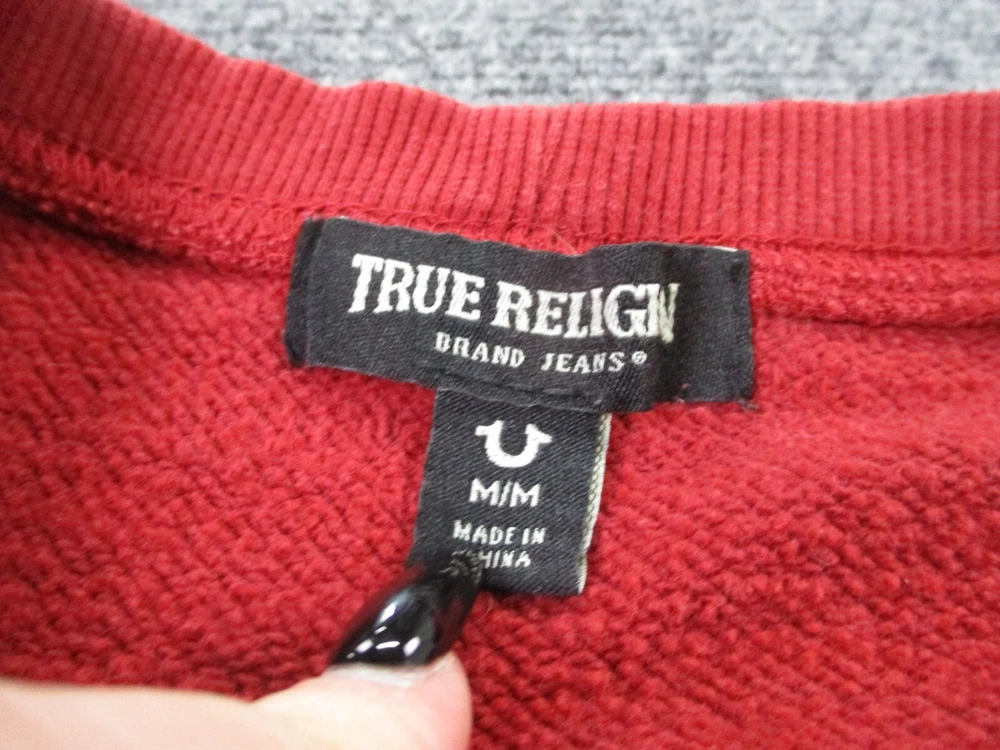 TRUE RELIGION
BRAND JEANS®
M/M
MADE IN
CHINA